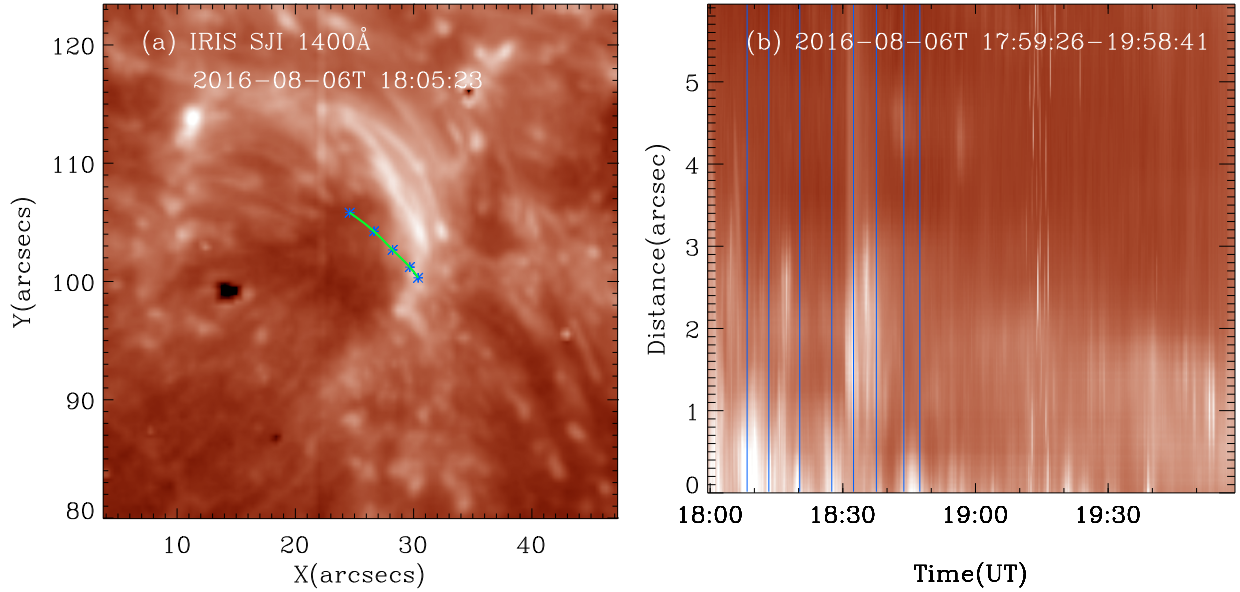 (a) IRIS SJI 1400Å
2016−08−06T 18:05:23
120
110
100
90
80
Y(arcsecs)
10 20 30 40
X(arcsecs)
(b) 2016−08−06T 17:59:26−19:58:41
5
4
3
2
1
0
Distance(arcsec)
18:00 18:30 19:00 19:30
Time(UT)